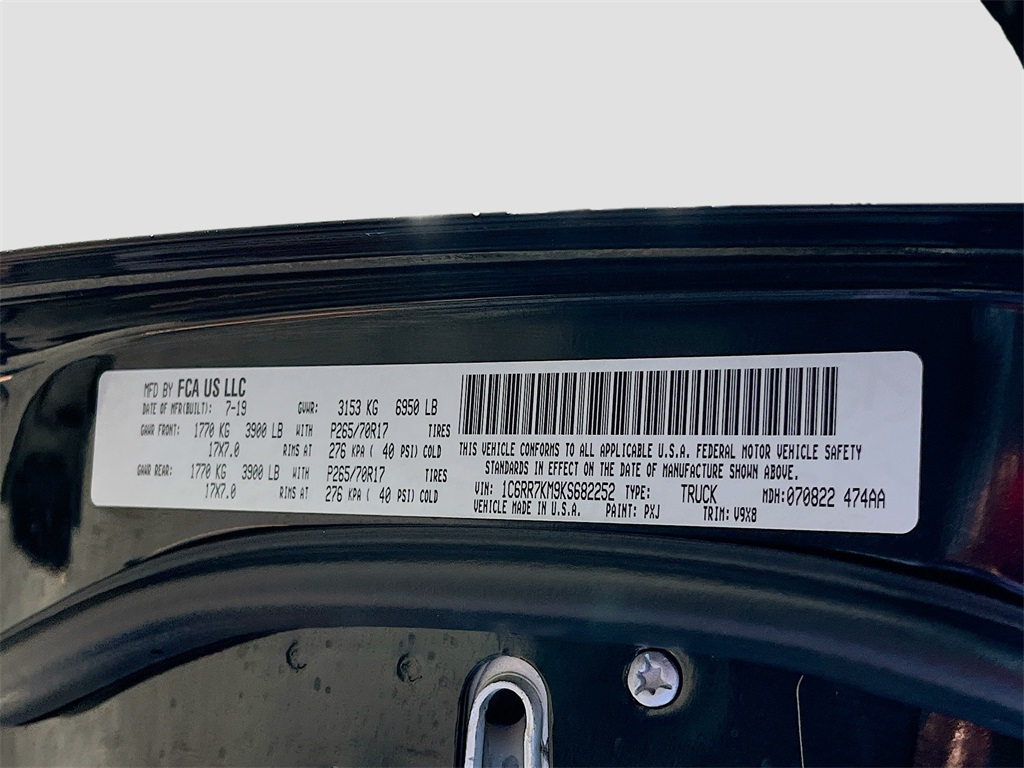 MFD BY FCA US LLC
DATE OF MFR(BUILT): 7-19 GVWR: 3153 KG 6950 LB
GAWR FRONT: 1770 KG 3900 LB WITH P265/70R17 TIRES
17X7.0 RIMS AT 276 KPA ( 40 PSI) COLD
GAWR REAR: 1770 KG 3900 LB WITH P265/70R17 TIRES
17X7.0 RIMS AT 276 KPA ( 40 PSI) COLD
THIS VEHICLE CONFORMS TO ALL APPLICABLE U.S.A. FEDERAL MOTOR VEHICLE SAFETY
STANDARDS IN EFFECT ON THE DATE OF MANUFACTURE SHOWN ABOVE.
VIN: 1C6RR7KM9KS682252 TYPE: TRUCK MDH: 070822 474AA
VEHICLE MADE IN U.S.A. PAINT: PXJ TRIM: V9X8